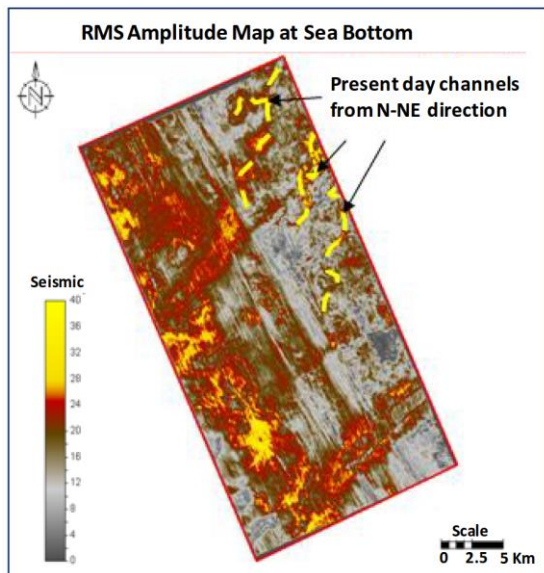 RMS Amplitude Map at Sea Bottom
N
Present day channels
from N-NE direction
Seismic
40
36
32
28
24
20
16
12
8
4
0
Scale
0 2.5 5 Km